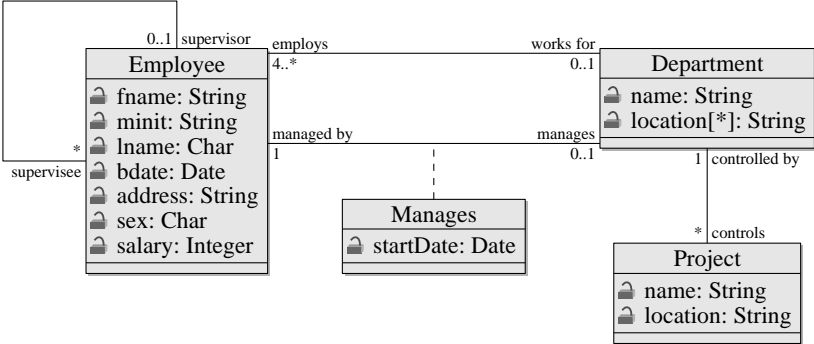 0..1 supervisor
employs
works for
Employee
4..*
0..1
Department
fname: String
minit: String
lname: Char
bdate: Date
address: String
sex: Char
salary: Integer
name: String
location[*]: String
managed by
manages
1
0..1
*
supervisee
1 controlled by
Manages
startDate: Date
* controls
Project
name: String
location: String